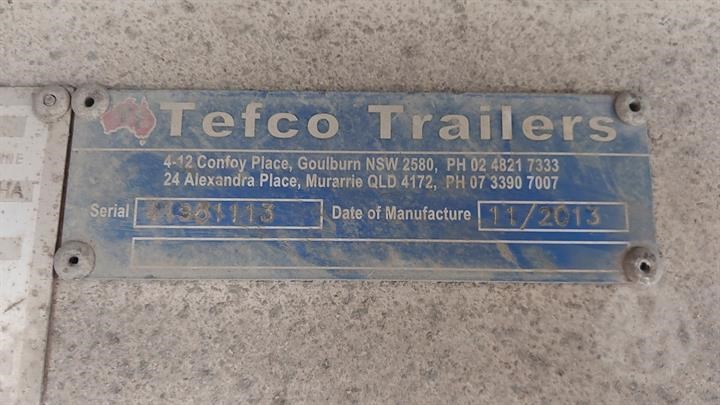 Tefco Trailers
4-12 Confoy Place, Goulburn NSW 2580, PH 02 4821 7333
24 Alexandra Place, Murarrie QLD 4172, PH 07 3390 7007
Serial Date of Manufacture 11/2013